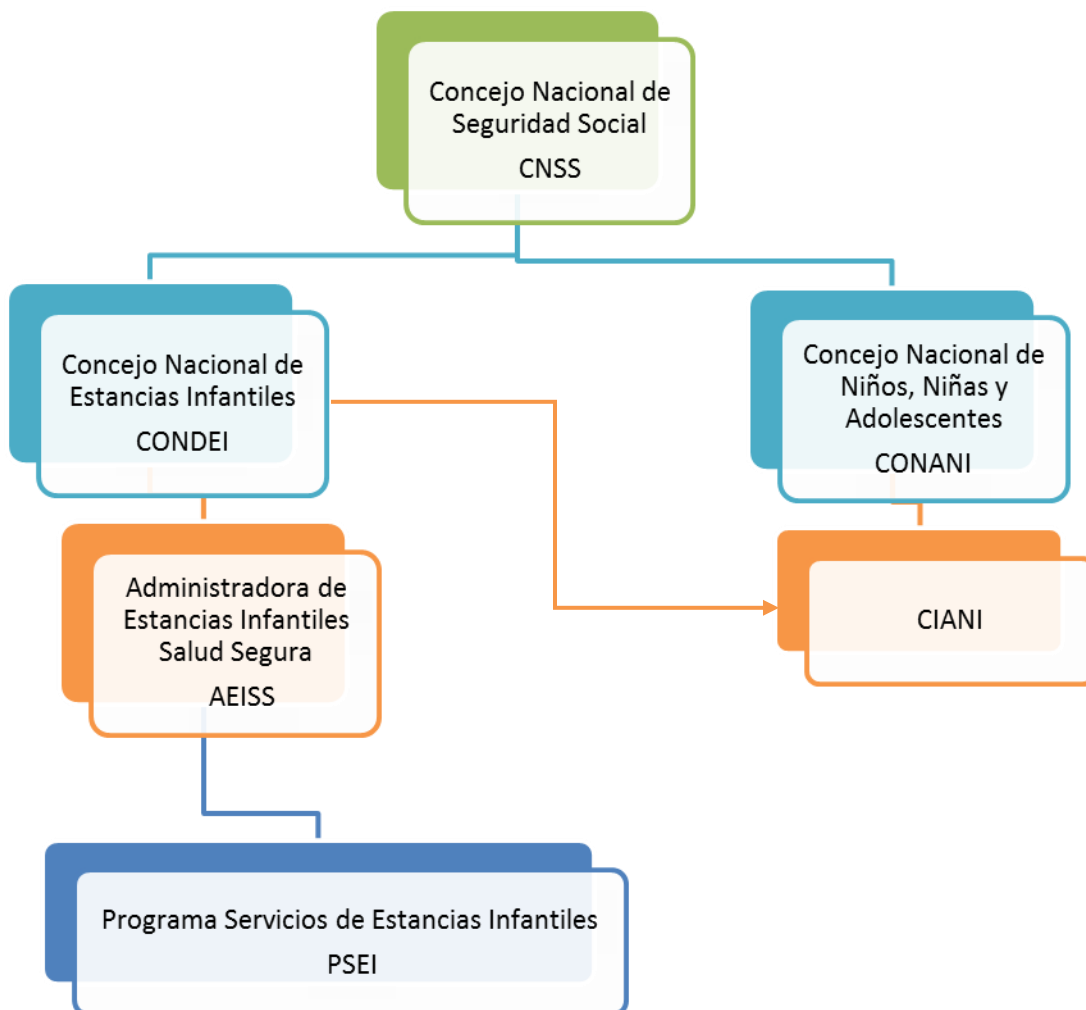 Concejo Nacional de
Seguridad Social
CNSS
Concejo Nacional de
Estancias Infantiles
CONDEI
Concejo Nacional de
Niños, Niñas y
Adolescentes
CONANI
Administradora de
Estancias Infantiles
Salud Segura
AEISS
CIANI
Programa Servicios de Estancias Infantiles
PSEI